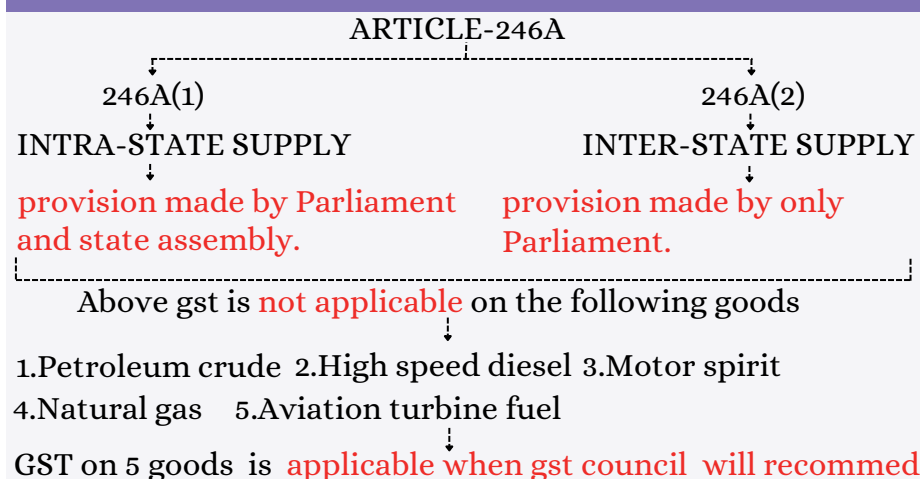 ARTICLE-246A
246A(1)
246A(2)
INTRA-STATE SUPPLY
INTER-STATE SUPPLY
provision made by Parliament
and state assembly.
provision made by only
Parliament.
Above gst is not applicable on the following goods
1.Petroleum crude 2.High speed diesel 3.Motor spirit
4.Natural gas 5.Aviation turbine fuel
GST on 5 goods is applicable when gst council will recommed